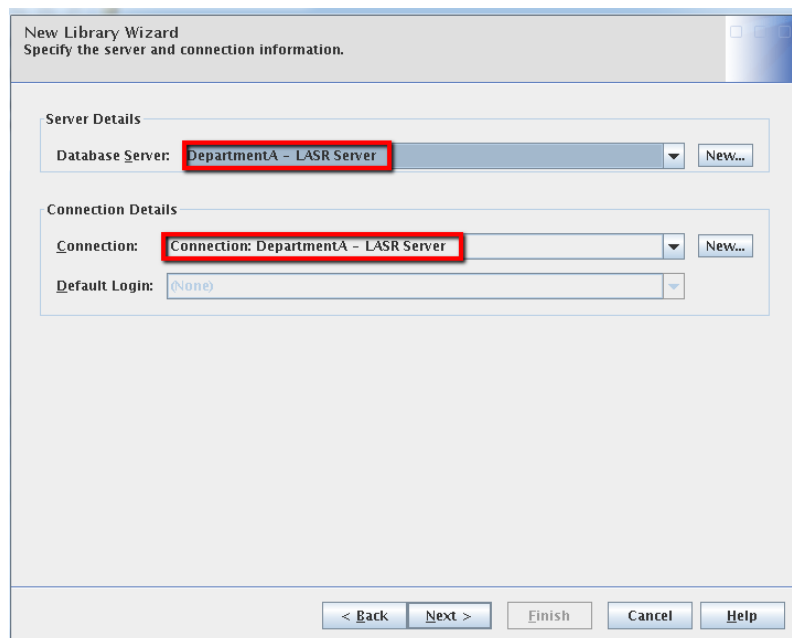 New Library Wizard
Specify the server and connection information.
Server Details
Database Server: DepartmentA - LASR Server New...
Connection Details
Connection: Connection: DepartmentA - LASR Server New...
Default Login: (None)
< Back Next > Finish Cancel Help